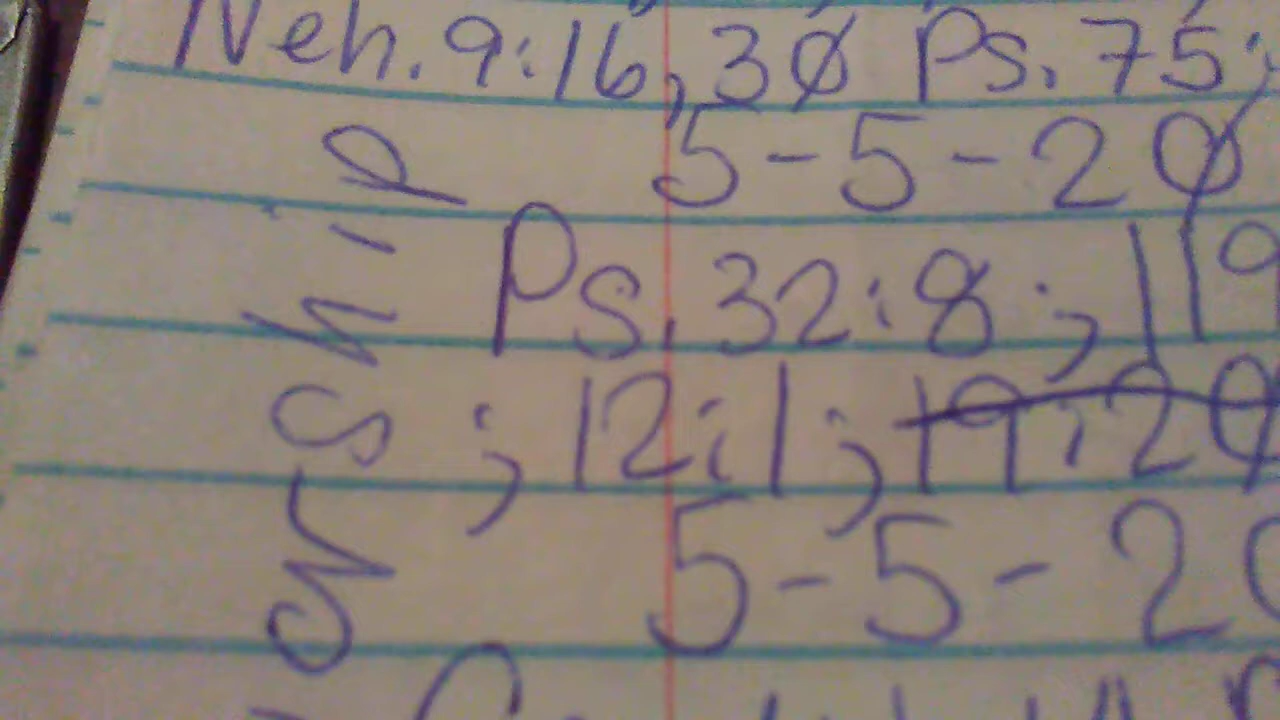 Neh. 9:16,30 Ps. 75:
5-5-20
Ps. 32:8; 119
; 12:1; 19:20
5-5-20